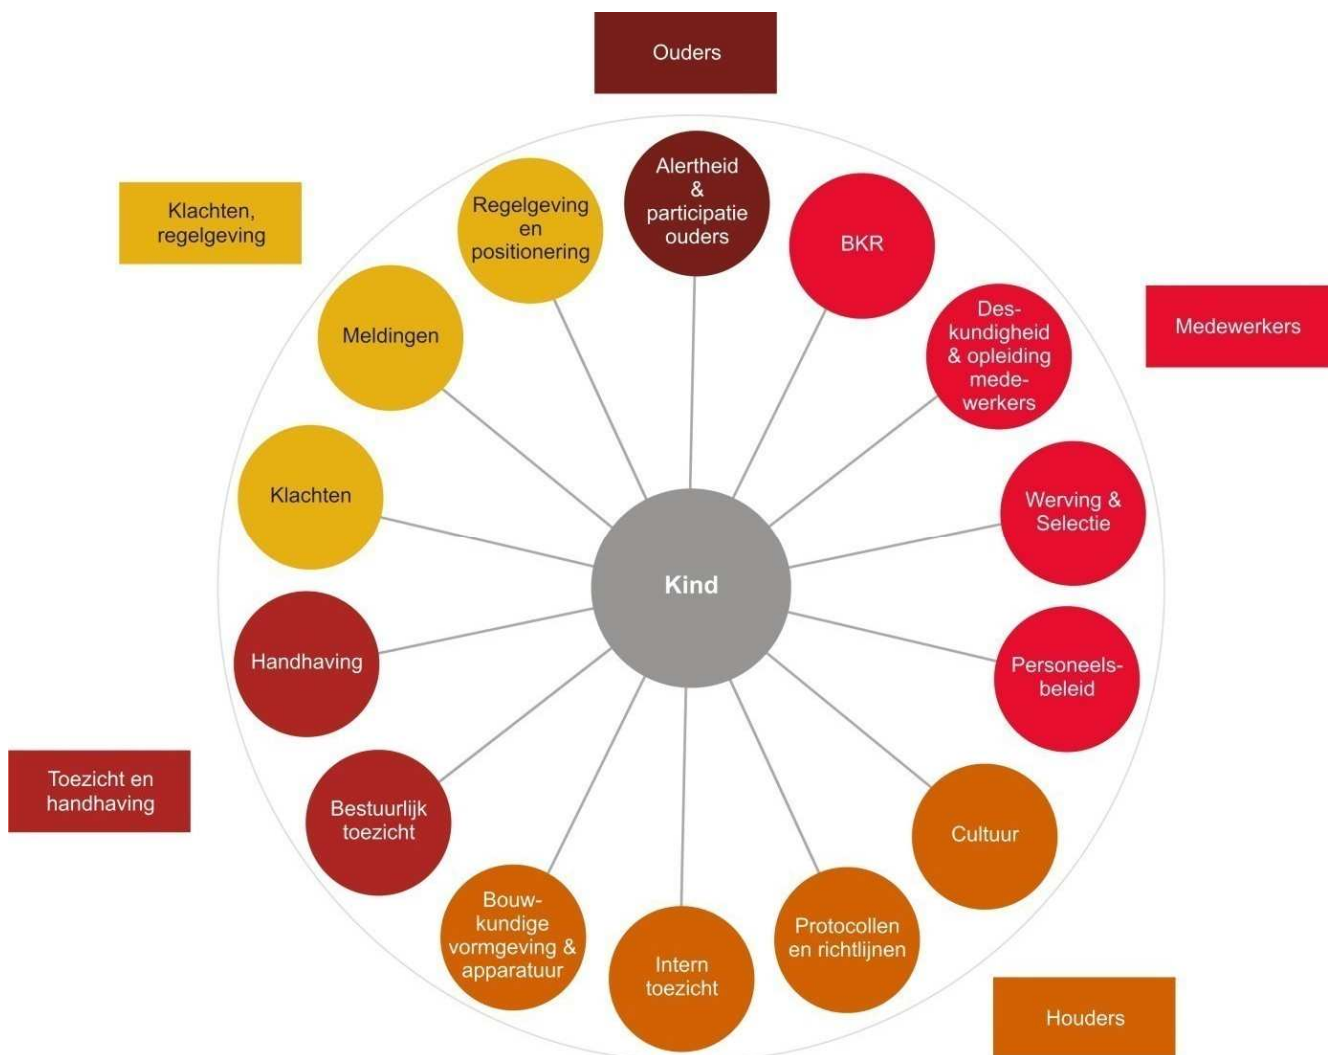 Ouders
Alertheid
&
participatie
ouders
Regelgeving
en
positionering
Klachten,
regelgeving
BKR
Des-
kundigheid
& opleiding
mede-
werkers
Medewerkers
Meldingen
Klachten
Werving &
Selectie
Kind
Handhaving
Personeels-
beleid
Toezicht en
handhaving
Bestuurlijk
toezicht
Cultuur
Bouw-
kundige
vormgeving &
apparatuur
Intern
toezicht
Protocollen
en richtlijnen
Houders